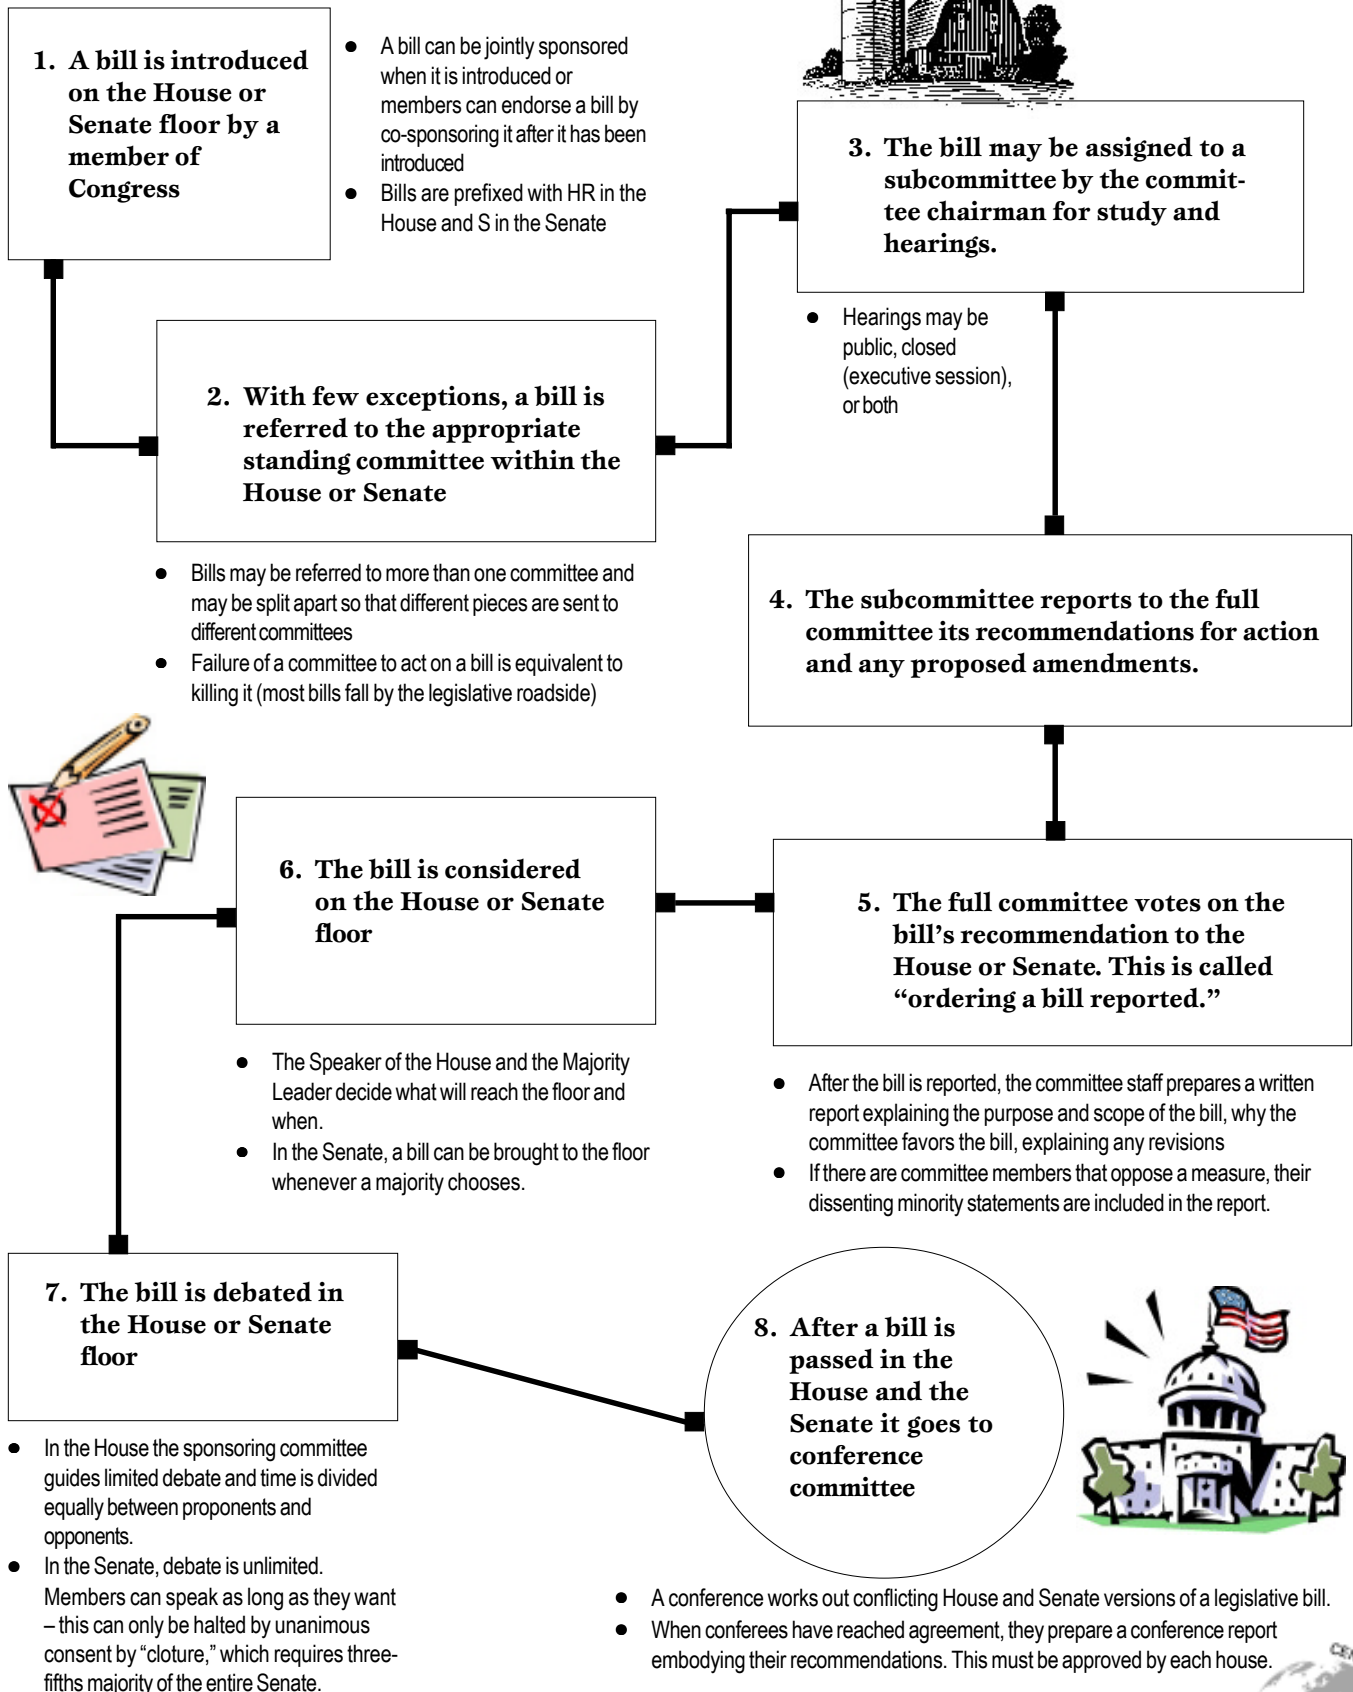 1. A bill is introduced
on the House or
Senate floor by a
member of
Congress
● A bill can be jointly sponsored
when it is introduced or
members can endorse a bill by
co-sponsoring it after it has been
introduced
● Bills are prefixed with HR in the
House and S in the Senate
2. With few exceptions, a bill is
referred to the appropriate
standing committee within the
House or Senate
● Bills may be referred to more than one committee and
may be split apart so that different pieces are sent to
different committees
● Failure of a committee to act on a bill is equivalent to
killing it (most bills fall by the legislative roadside)
3. The bill may be assigned to a
subcommittee by the commit-
tee chairman for study and
hearings.
● Hearings may be
public, closed
(executive session),
or both
4. The subcommittee reports to the full
committee its recommendations for action
and any proposed amendments.
5. The full committee votes on the
bill’s recommendation to the
House or Senate. This is called
“ordering a bill reported.”
● After the bill is reported, the committee staff prepares a written
report explaining the purpose and scope of the bill, why the
committee favors the bill, explaining any revisions
● If there are committee members that oppose a measure, their
dissenting minority statements are included in the report.
6. The bill is considered
on the House or Senate
floor
● The Speaker of the House and the Majority
Leader decide what will reach the floor and
when.
● In the Senate, a bill can be brought to the floor
whenever a majority chooses.
7. The bill is debated in
the House or Senate
floor
● In the House the sponsoring committee
guides limited debate and time is divided
equally between proponents and
opponents.
● In the Senate, debate is unlimited.
Members can speak as long as they want
– this can only be halted by unanimous
consent by “cloture,” which requires three-
fifths majority of the entire Senate.
8. After a bill is
passed in the
House and the
Senate it goes to
conference
committee
● A conference works out conflicting House and Senate versions of a legislative bill.
● When conferees have reached agreement, they prepare a conference report
embodying their recommendations. This must be approved by each house.